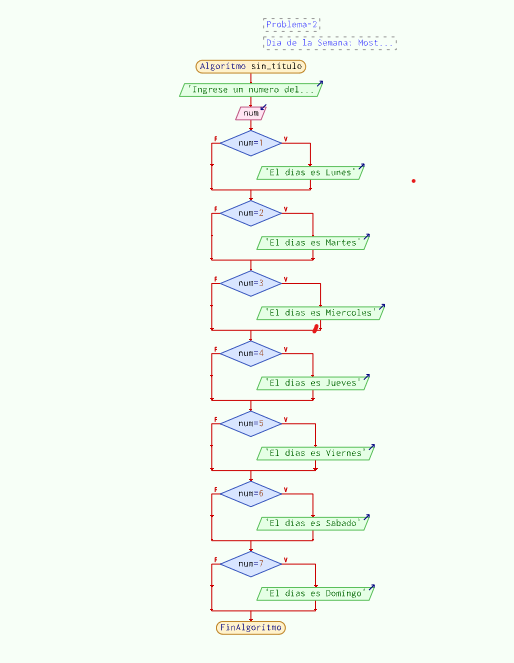 Problema-2
Dia de la Semana: Most...
Algoritmo sin_titulo
'Ingrese un numero del...
num
F num=1 V
'El dias es Lunes'
F num=2 V
'El dias es Martes'
F num=3 V
'El dias es Miercoles'
F num=4 V
'El dias es Jueves'
F num=5 V
'El dias es Viernes'
F num=6 V
'El dias es Sabado'
F num=7 V
'El dias es Domingo'
FinAlgoritmo